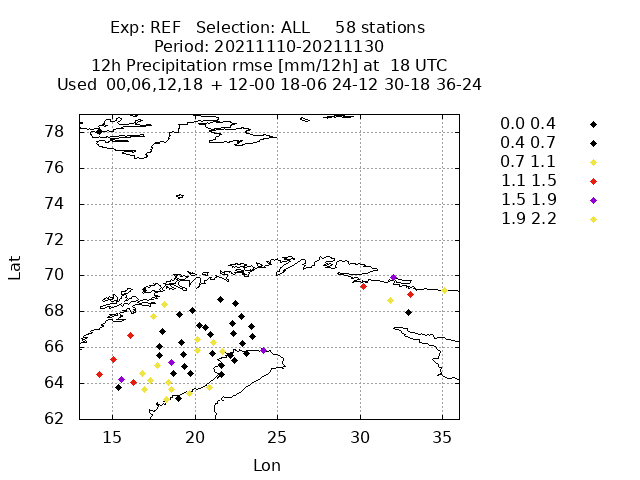 Exp: REF   Selection: ALL     58 stations
Period: 20211110-20211130
12h Precipitation rmse [mm/12h] at  18 UTC
Used  00,06,12,18  + 12-00 18-06 24-12 30-18 36-24
0.0 0.4
0.4 0.7
0.7 1.1
1.1 1.5
1.5 1.9
1.9 2.2
Lat
78
76
74
72
70
68
66
64
62
15 20 25 30 35
Lon